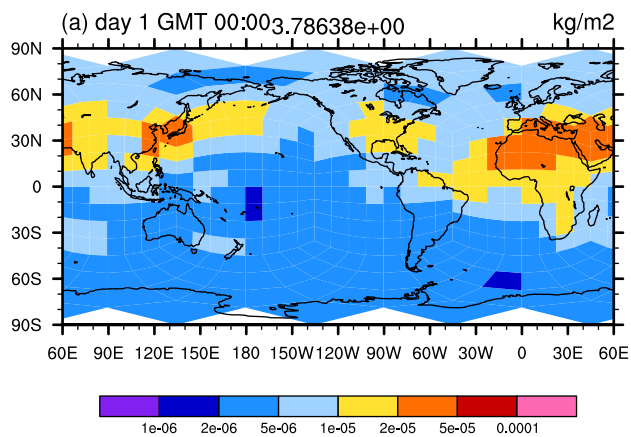 (a) day 1 GMT 00:00 3.78638e+00 kg/m2
90N
60N
30N
0
30S
60S
90S
60E 90E 120E 150E 180 150W 120W 90W 60W 30W 0 30E 60E
1e-06 2e-06 5e-06 1e-05 2e-05 5e-05 0.0001